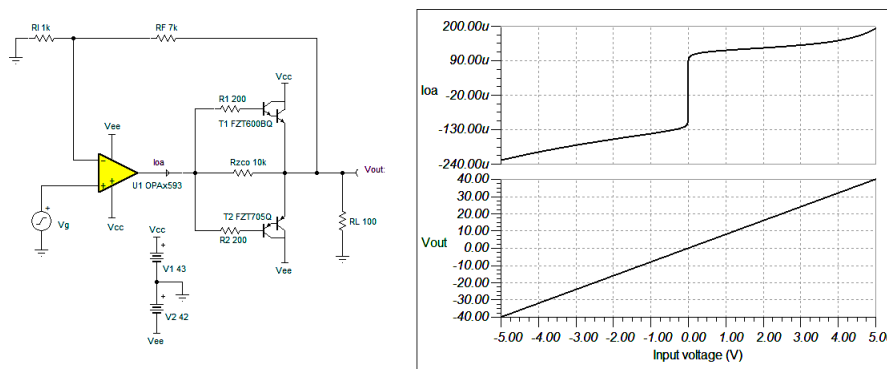 RI 1k
RF 7k
Vcc
R1 200
T1 FZT600BQ
Vee
Ioa
Rzco 10k
Vout:
U1 OPAx593
Vg
Vcc
T2 FZT705Q
R2 200
RL 100
Vee
Vcc
V1 43
V2 42
Vee
+
+
+
-
+
200.00u
90.00u
Ioa
-20.00u
-130.00u
-240.00u
40.00
30.00
20.00
10.00
Vout
0.00
-10.00
-20.00
-30.00
-40.00
-5.00 -4.00 -3.00 -2.00 -1.00 0.00 1.00 2.00 3.00 4.00 5.00
Input voltage (V)